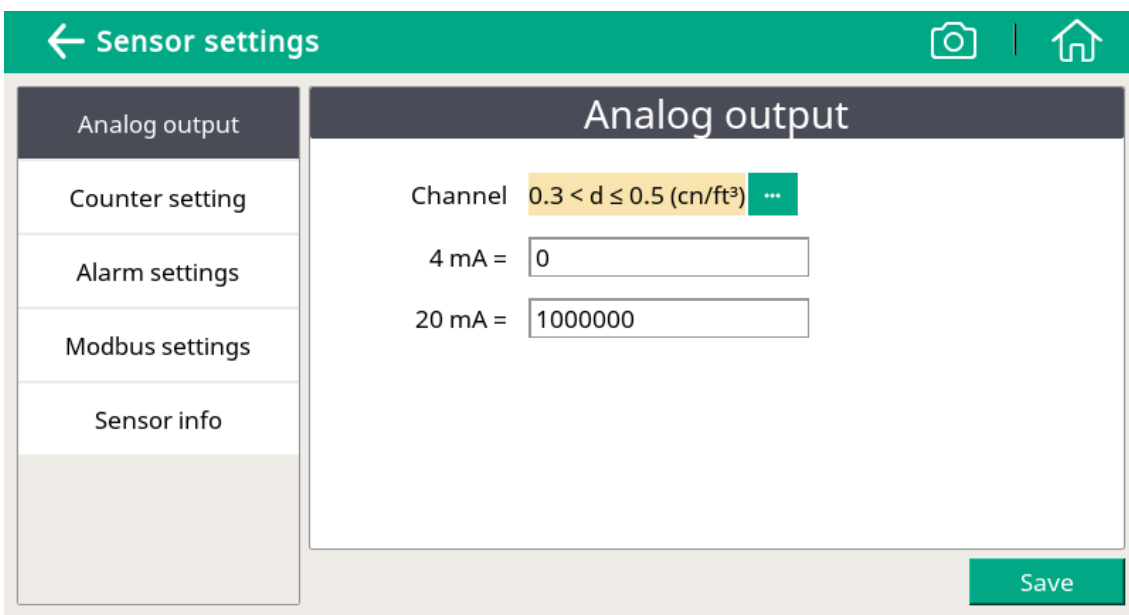 Sensor settings
Analog output
Counter setting
Alarm settings
Modbus settings
Sensor info
Analog output
Channel 0.3 < d ≤ 0.5 (cn/ft³) ...
4 mA = 0
20 mA = 1000000
Save